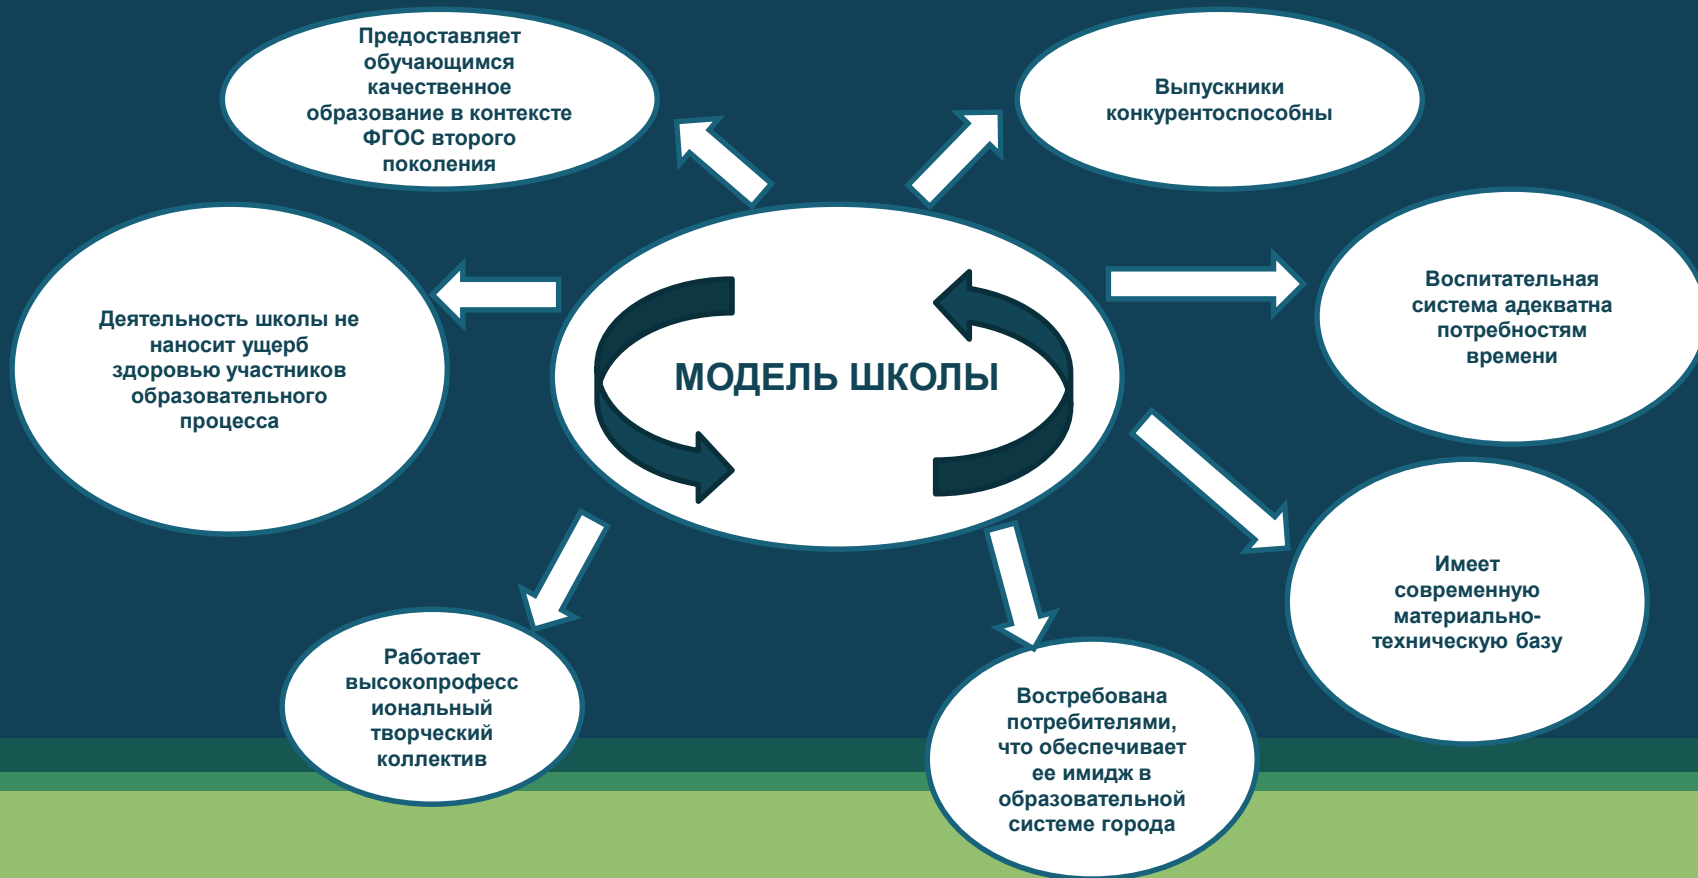 Предоставляет
обучающимся
качественное
образование в контексте
ФГОС второго
поколения
Выпускники
конкурентоспособны
Деятельность школы не
наносит ущерб
здоровью участников
образовательного
процесса
МОДЕЛЬ ШКОЛЫ
Воспитательная
система адекватна
потребностям
времени
Имеет
современную
материально-
техническую базу
Работает
высокопрофесс
иональный
творческий
коллектив
Востребована
потребителями,
что обеспечивает
ее имидж в
образовательной
системе города